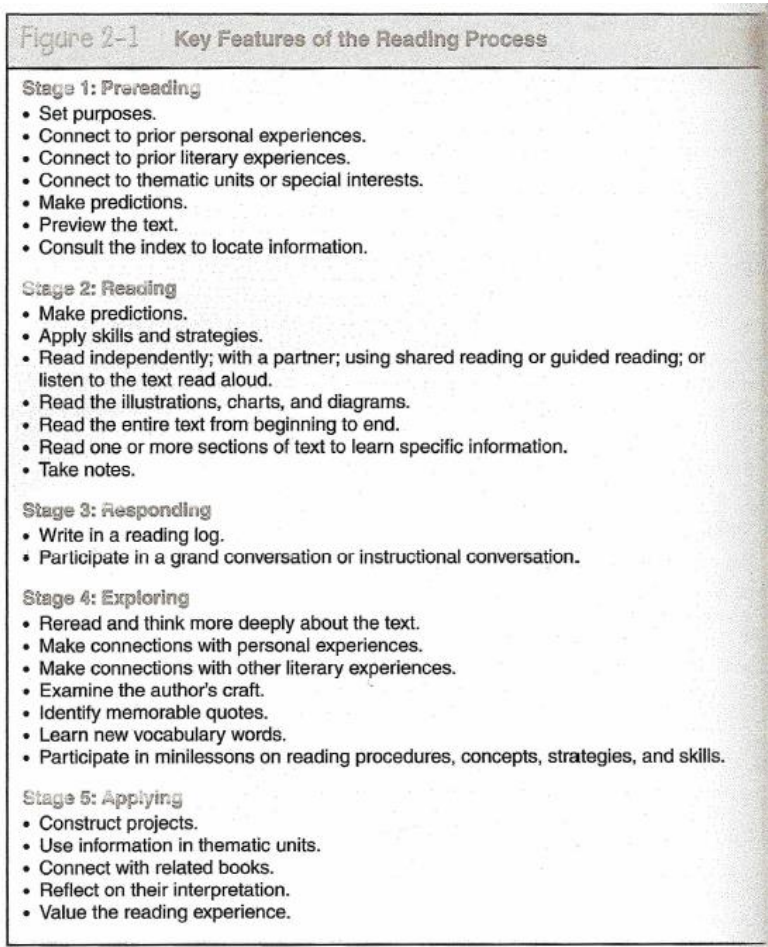 Figure 2-1 Key Features of the Reading Process
Stage 1: Prereading
• Set purposes.
• Connect to prior personal experiences.
• Connect to prior literary experiences.
• Connect to thematic units or special interests.
• Make predictions.
• Preview the text.
• Consult the index to locate information.
Stage 2: Reading
• Make predictions.
• Apply skills and strategies.
• Read independently; with a partner; using shared reading or guided reading; or
listen to the text read aloud.
• Read the illustrations, charts, and diagrams.
• Read the entire text from beginning to end.
• Read one or more sections of text to learn specific information.
• Take notes.
Stage 3: Responding
• Write in a reading log.
• Participate in a grand conversation or instructional conversation.
Stage 4: Exploring
• Reread and think more deeply about the text.
• Make connections with personal experiences.
• Make connections with other literary experiences.
• Examine the author's craft.
• Identify memorable quotes.
• Learn new vocabulary words.
• Participate in minilessons on reading procedures, concepts, strategies, and skills.
Stage 5: Applying
• Construct projects.
• Use information in thematic units.
• Connect with related books.
• Reflect on their interpretation.
• Value the reading experience.